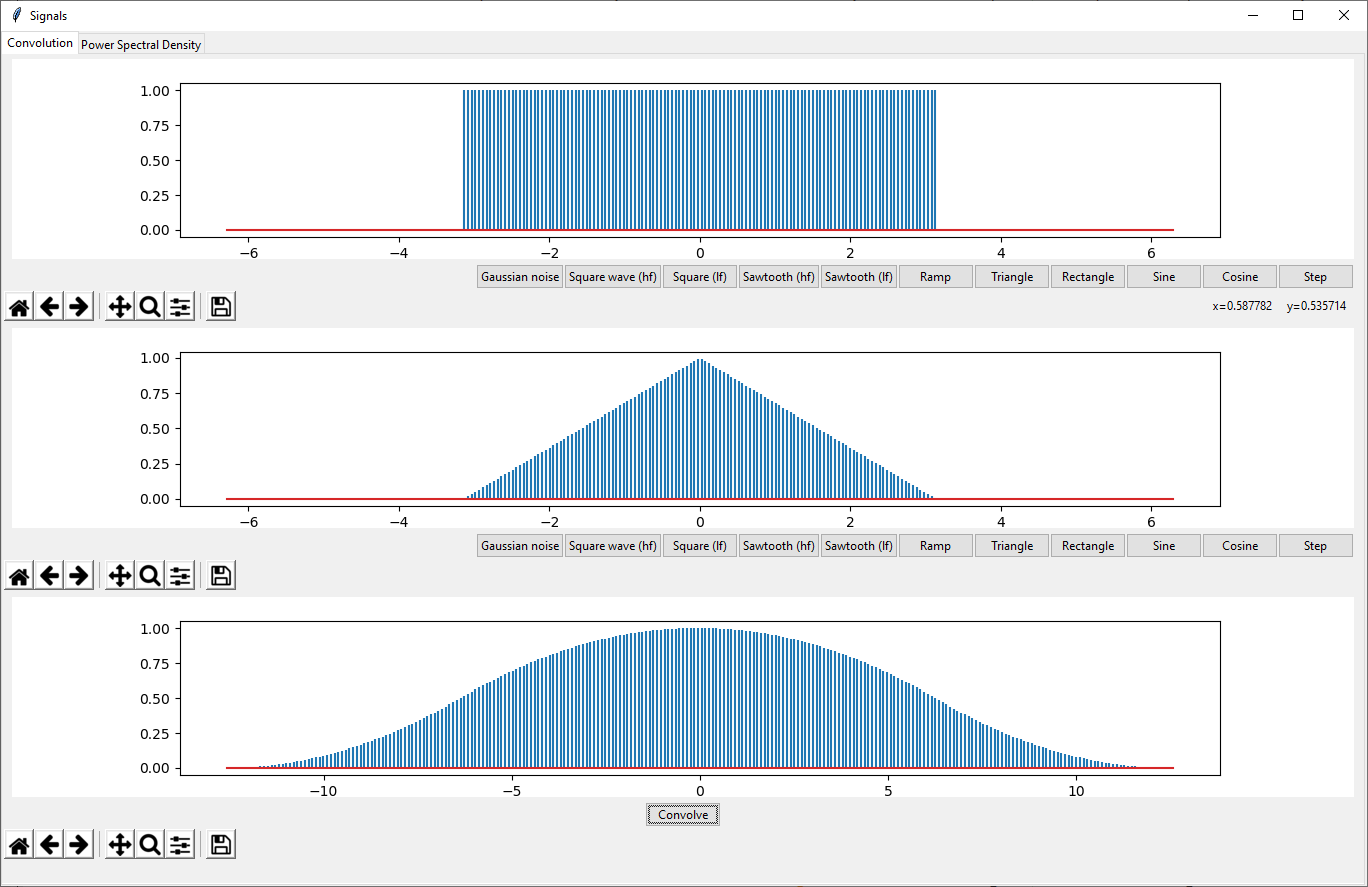 Signals
Convolution Power Spectral Density
1.00
0.75
0.50
0.25
0.00
−6 −4 −2 0 2 4 6
Gaussian noise Square wave (hf) Square (lf) Sawtooth (hf) Sawtooth (lf) Ramp Triangle Rectangle Sine Cosine Step
x=0.587782 y=0.535714
1.00
0.75
0.50
0.25
0.00
−6 −4 −2 0 2 4 6
Gaussian noise Square wave (hf) Square (lf) Sawtooth (hf) Sawtooth (lf) Ramp Triangle Rectangle Sine Cosine Step
1.00
0.75
0.50
0.25
0.00
−10 −5 0 5 10
Convolve